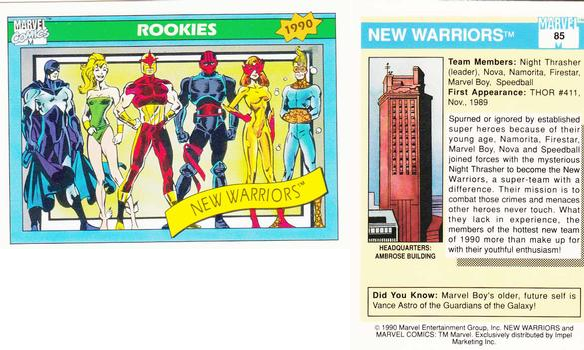 MARVEL
COMICS
M
ROOKIES
1990
NEW WARRIORS™
NEW WARRIORS™
MARVEL
85
Team Members: Night Thrasher
(leader), Nova, Namorita, Firestar,
Marvel Boy, Speedball
First Appearance: THOR #411,
Nov., 1989
Spurned or ignored by established
super heroes because of their
young age, Namorita, Firestar,
Marvel Boy, Nova and Speedball
joined forces with the mysterious
Night Thrasher to become the New
Warriors, a super-team with a
difference. Their mission is to
combat those crimes and menaces
other heroes never touch. What
they lack in experience, the
members of the hottest new team
of 1990 more than make up for
with their youthful enthusiasm!
HEADQUARTERS:
AMBROSE BUILDING
Did You Know: Marvel Boy's older, future self is
Vance Astro of the Guardians of the Galaxy!
© 1990 Marvel Entertainment Group, Inc. NEW WARRIORS and
MARVEL COMICS: TM Marvel. Exclusively distributed by Impel
Marketing Inc.